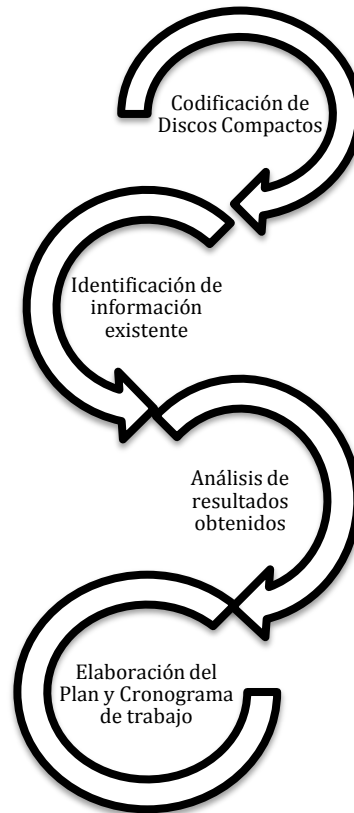 Codificación de
Discos Compactos
Identificación de
información
existente
Análisis de
resultados
obtenidos
Elaboración del
Plan y Cronograma
de trabajo